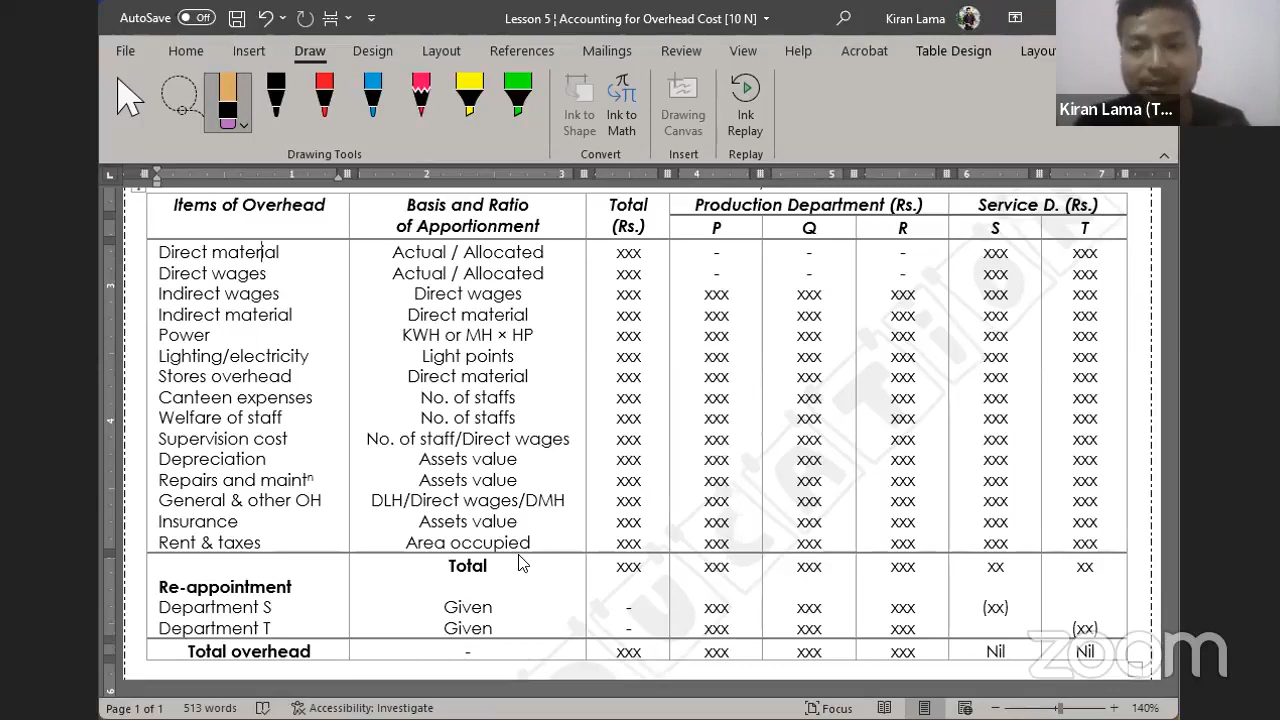 AutoSave Off Lesson 5 | Accounting for Overhead Cost [10 N] Kiran Lama
File Home Insert Draw Design Layout References Mailings Review View Help Acrobat Table Design Layou
Ink to Shape Ink to Math Drawing Canvas Ink Replay
Drawing Tools Convert Insert Replay
Kiran Lama (T...
1 2 3 4 5 6 7
Items of Overhead Basis and Ratio of Apportionment Total (Rs.) Production Department (Rs.) Service D. (Rs.)
P Q R S T
Direct material Actual / Allocated xxx - - - xxx xxx
Direct wages Actual / Allocated xxx - - - xxx xxx
Indirect wages Direct wages xxx xxx xxx xxx xxx xxx
Indirect material Direct material xxx xxx xxx xxx xxx xxx
Power KWH or MH × HP xxx xxx xxx xxx xxx xxx
Lighting/electricity Light points xxx xxx xxx xxx xxx xxx
Stores overhead Direct material xxx xxx xxx xxx xxx xxx
Canteen expenses No. of staffs xxx xxx xxx xxx xxx xxx
Welfare of staff No. of staffs xxx xxx xxx xxx xxx xxx
Supervision cost No. of staff/Direct wages xxx xxx xxx xxx xxx xxx
Depreciation Assets value xxx xxx xxx xxx xxx xxx
Repairs and maintⁿ Assets value xxx xxx xxx xxx xxx xxx
General & other OH DLH/Direct wages/DMH xxx xxx xxx xxx xxx xxx
Insurance Assets value xxx xxx xxx xxx xxx xxx
Rent & taxes Area occupied xxx xxx xxx xxx xxx xxx
Total xxx xxx xxx xxx xx xx
Re-appointment
Department S Given - xxx xxx xxx (xx)
Department T Given - xxx xxx xxx (xx)
Total overhead - xxx xxx xxx xxx Nil Nil
zoom
Page 1 of 1 513 words Accessibility: Investigate Focus 140%